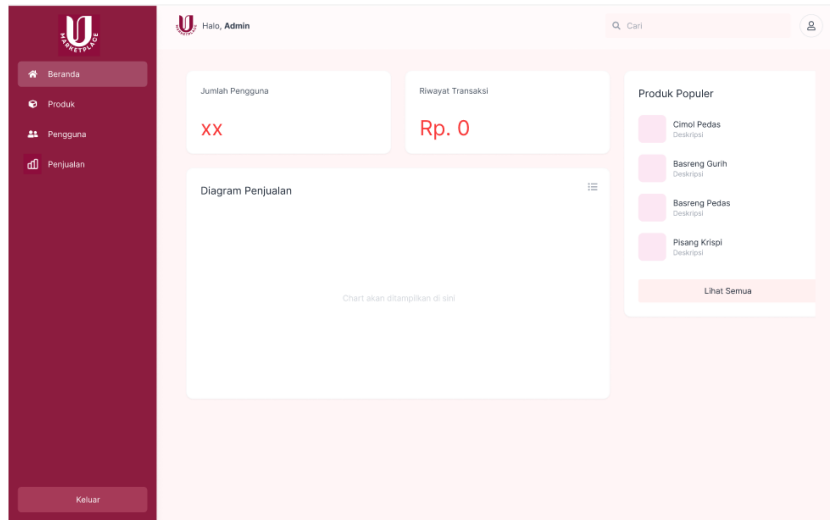 U
MARKETPLACE
Beranda
Produk
Pengguna
Penjualan
Keluar
Halo, Admin
Cari
Jumlah Pengguna
xx
Riwayat Transaksi
Rp. 0
Diagram Penjualan
Chart akan ditampilkan di sini
Produk Populer
Cimol Pedas
Deskripsi
Basreng Gurih
Deskripsi
Basreng Pedas
Deskripsi
Pisang Krispi
Deskripsi
Lihat Semua